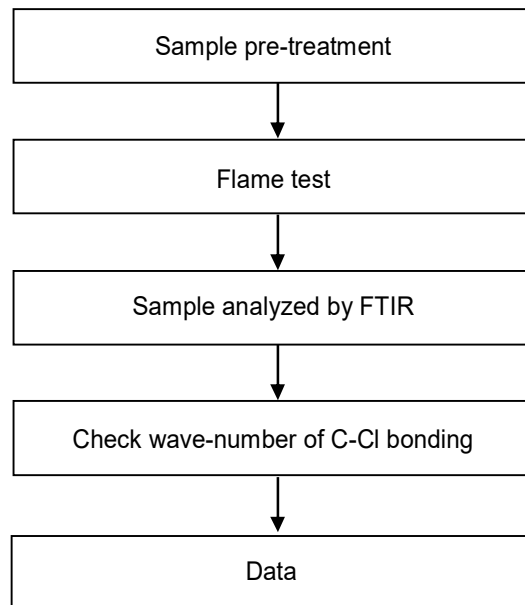 Sample pre-treatment
Flame test
Sample analyzed by FTIR
Check wave-number of C-Cl bonding
Data